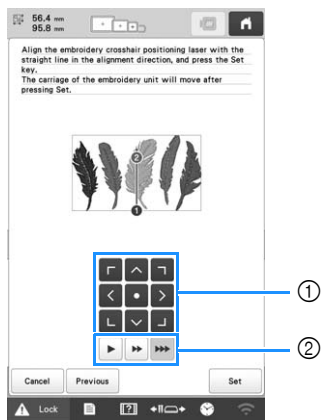 56.4 mm
95.8 mm
Align the embroidery crosshair positioning laser with the
straight line in the alignment direction, and press the Set
key.
The carriage of the embroidery unit will move after
pressing Set.
2
1
①
②
Cancel Previous Set
Lock